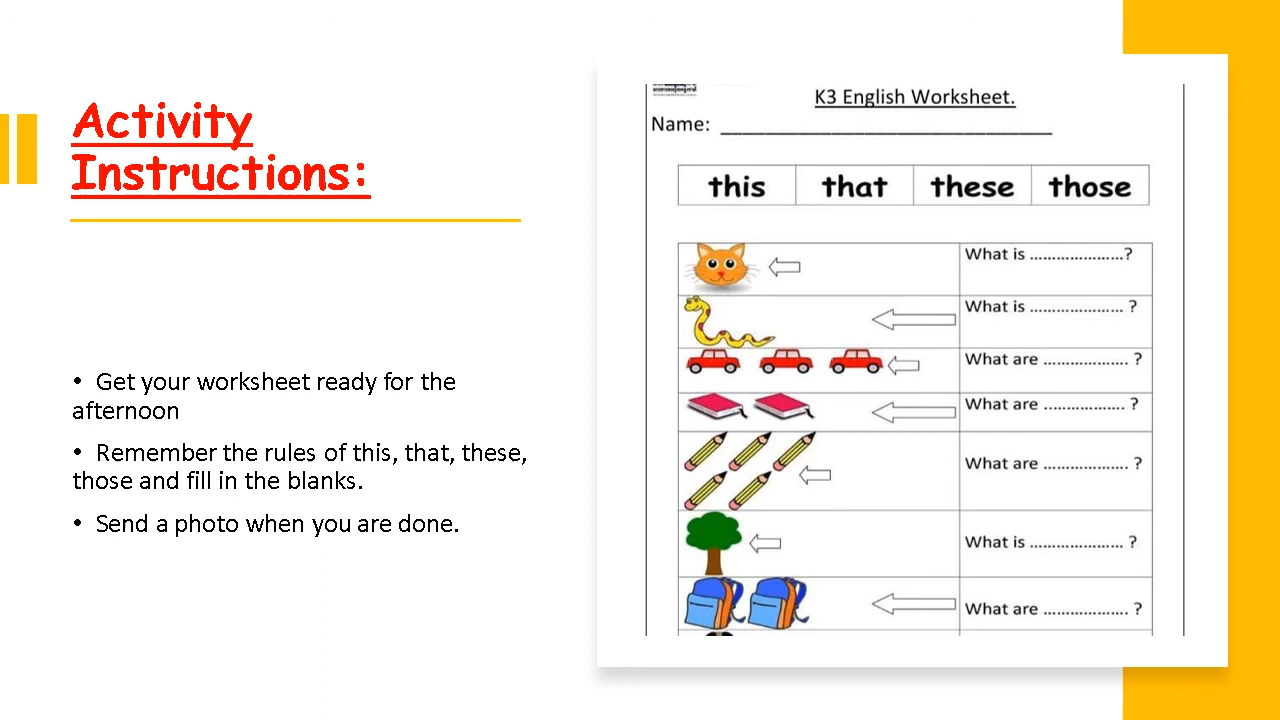 Activity
Instructions:
• Get your worksheet ready for the
afternoon
• Remember the rules of this, that, these,
those and fill in the blanks.
• Send a photo when you are done.
K3 English Worksheet.
Name: ______________________________
this that these those
What is .....................?
What is ..................... ?
What are ................... ?
What are .................. ?
What are ................... ?
What is ..................... ?
What are ................... ?